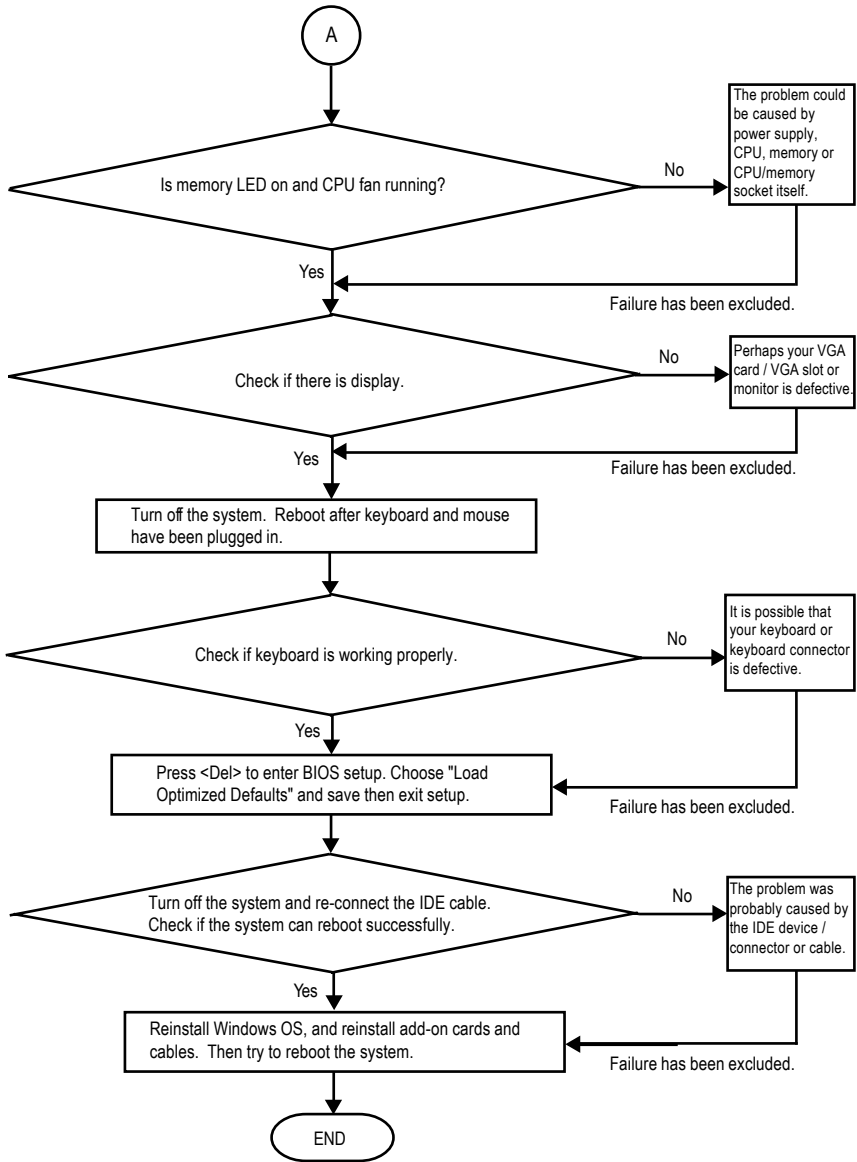 A
Is memory LED on and CPU fan running?
No
The problem could
be caused by
power supply,
CPU, memory or
CPU/memory
socket itself.
Yes
Failure has been excluded.
Check if there is display.
No
Perhaps your VGA
card / VGA slot or
monitor is defective.
Yes
Failure has been excluded.
Turn off the system. Reboot after keyboard and mouse
have been plugged in.
Check if keyboard is working properly.
No
It is possible that
your keyboard or
keyboard connector
is defective.
Yes
Press <Del> to enter BIOS setup. Choose "Load
Optimized Defaults" and save then exit setup.
Failure has been excluded.
Turn off the system and re-connect the IDE cable.
Check if the system can reboot successfully.
No
The problem was
probably caused by
the IDE device /
connector or cable.
Yes
Reinstall Windows OS, and reinstall add-on cards and
cables. Then try to reboot the system.
Failure has been excluded.
END